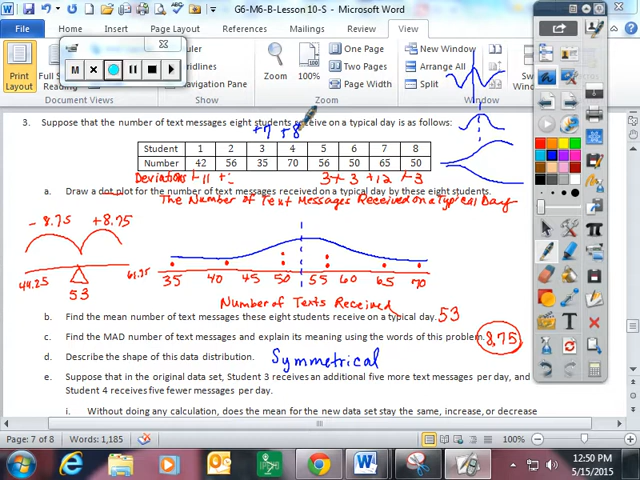 G6-M6-B-Lesson 10-S - Microsoft Word
File
References
Mailings
Review
View
Print Layout
Full
Ruler
Gridlines
Navigation Pane
Zoom
100%
One Page
Two Pages
Page Width
New Window
Arrange All
Split
Document Views
Zoom
3. Suppose that the number of text messages eight students receive on a typical day is as follows:
+7 +8
Student 1 2 3 4 5 6 7 8
Number 42 56 35 70 56 50 65 50
Deviations
a. Draw a dot plot for the number of text messages received on a typical day by these eight students.
The Number of Text Messages Received on a Typical Day
- 8.75 +8.75
44.25 53 61.75
35 40 45 50 55 60 65 70
Number of Texts Received
b. Find the mean number of text messages these eight students receive on a typical day. 53
c. Find the MAD number of text messages and explain its meaning using the words of this problem. 8.75
d. Describe the shape of this data distribution. Symmetrical
e. Suppose that in the original data set, Student 3 receives an additional five more text messages per day, and
Student 4 receives five fewer messages per day.
i. Without doing any calculation, does the mean for the new data set stay the same, increase, or decrease
Page: 7 of 8 Words: 1,185 100%
12:50 PM
5/15/2015